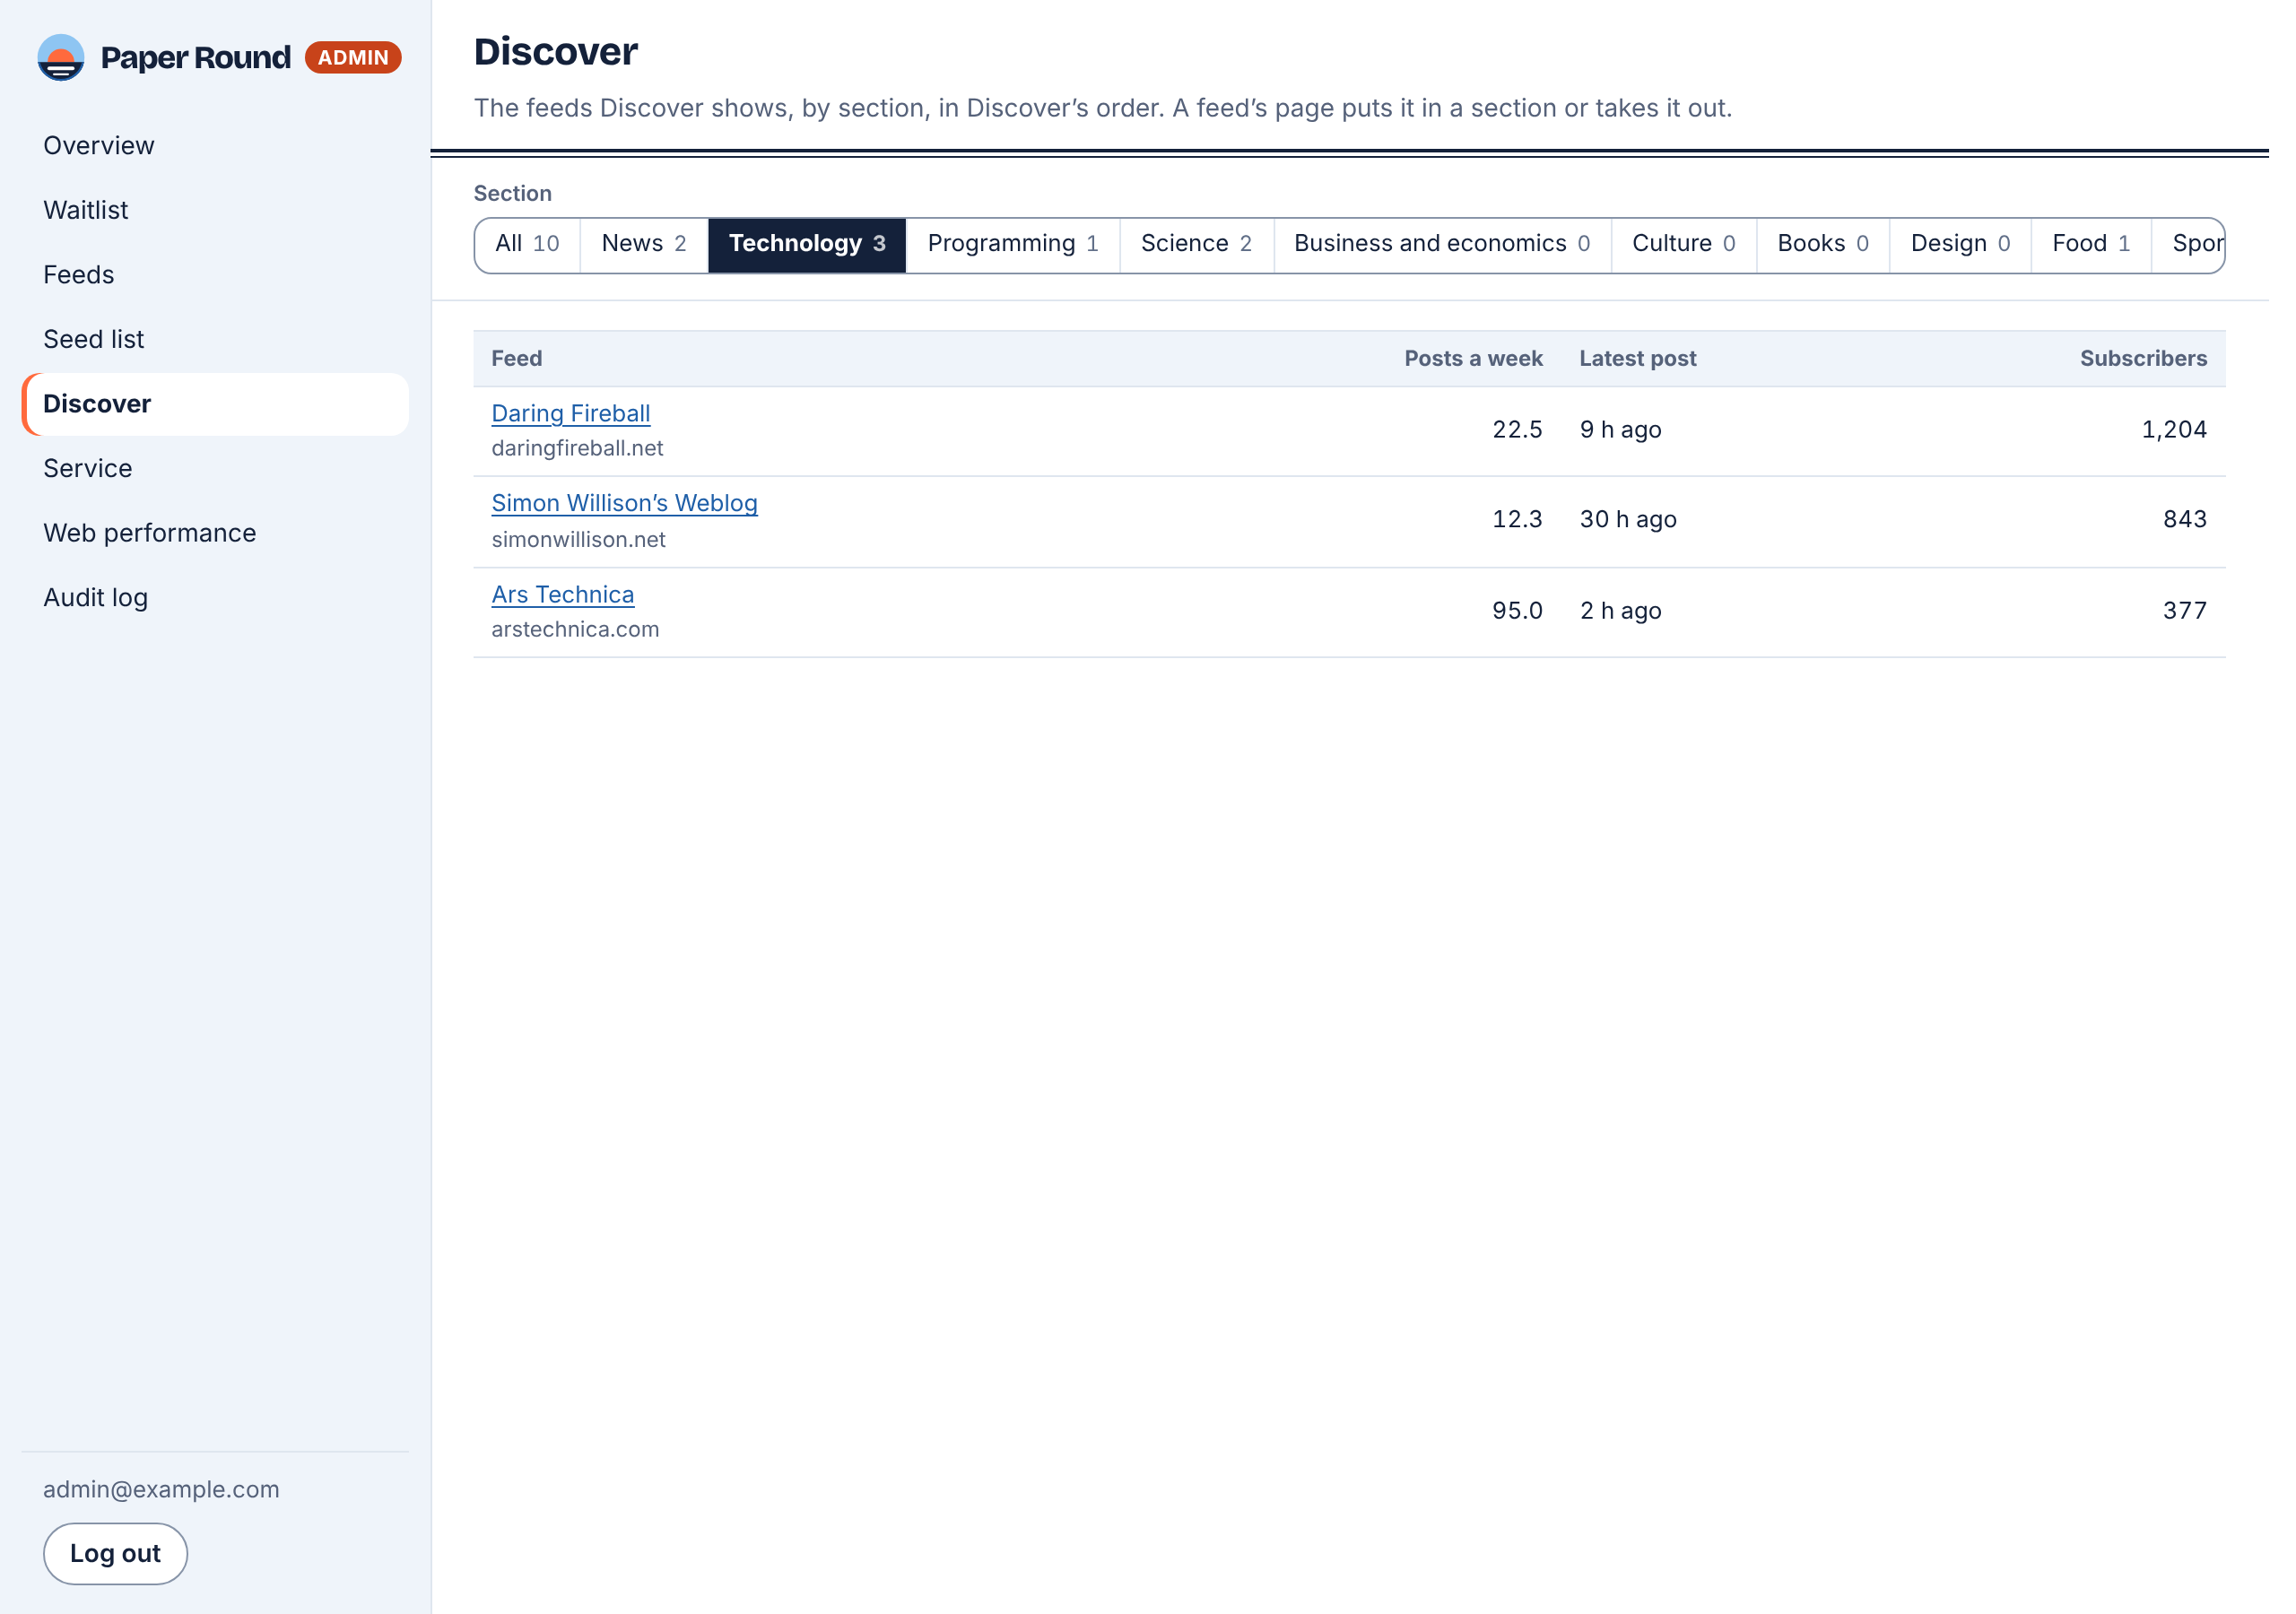 Paper Round ADMIN
Overview
Waitlist
Feeds
Seed list
Discover
Service
Web performance
Audit log
admin@example.com
Log out
Discover
The feeds Discover shows, by section, in Discover’s order. A feed’s page puts it in a section or takes it out.
Section
All 10 News 2 Technology 3 Programming 1 Science 2 Business and economics 0 Culture 0 Books 0 Design 0 Food 1 Spor
Feed Posts a week Latest post Subscribers
Daring Fireball
daringfireball.net
22.5 9 h ago 1,204
Simon Willison’s Weblog
simonwillison.net
12.3 30 h ago 843
Ars Technica
arstechnica.com
95.0 2 h ago 377